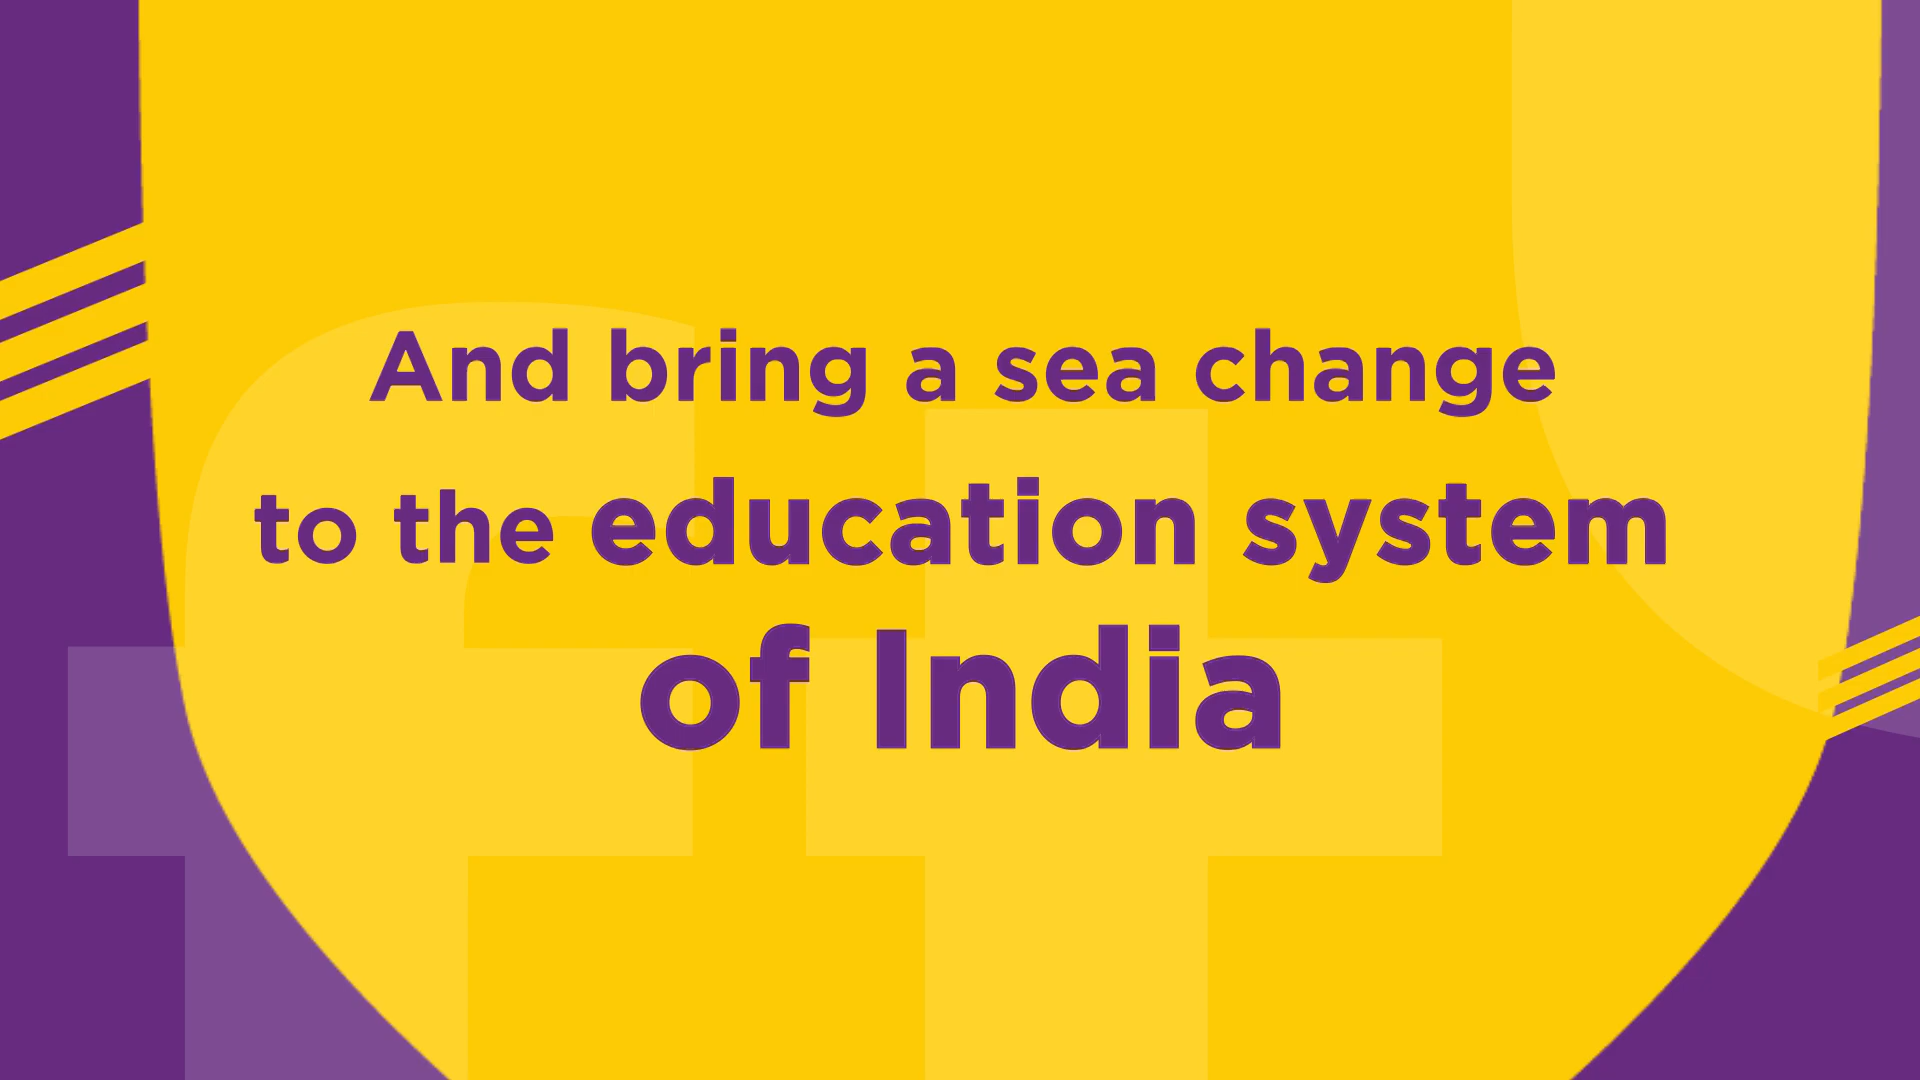 And bring a sea change
to the education system
of India